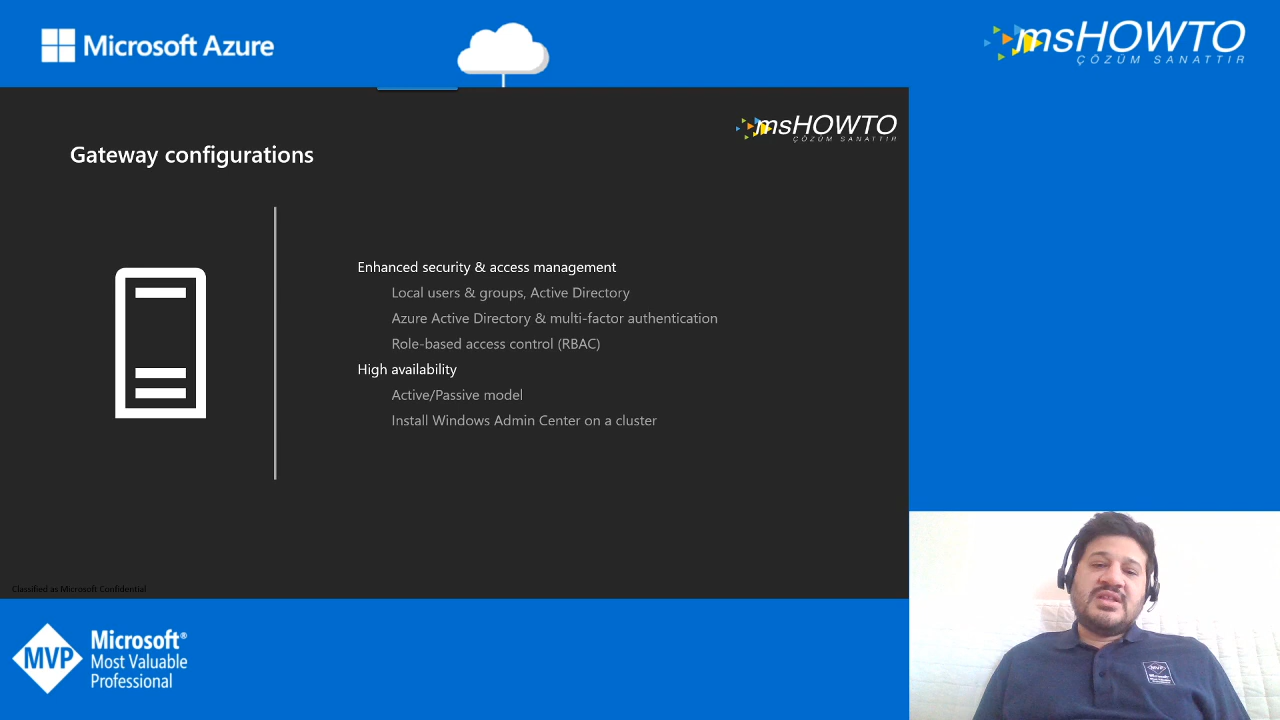 Microsoft Azure
msHOWTO
ÇÖZÜM SANATTIR
msHOWTO
ÇÖZÜM SANATTIR
Gateway configurations
Enhanced security & access management
Local users & groups, Active Directory
Azure Active Directory & multi-factor authentication
Role-based access control (RBAC)
High availability
Active/Passive model
Install Windows Admin Center on a cluster
Classified as Microsoft Confidential
MVP
Microsoft®
Most Valuable
Professional
MVP